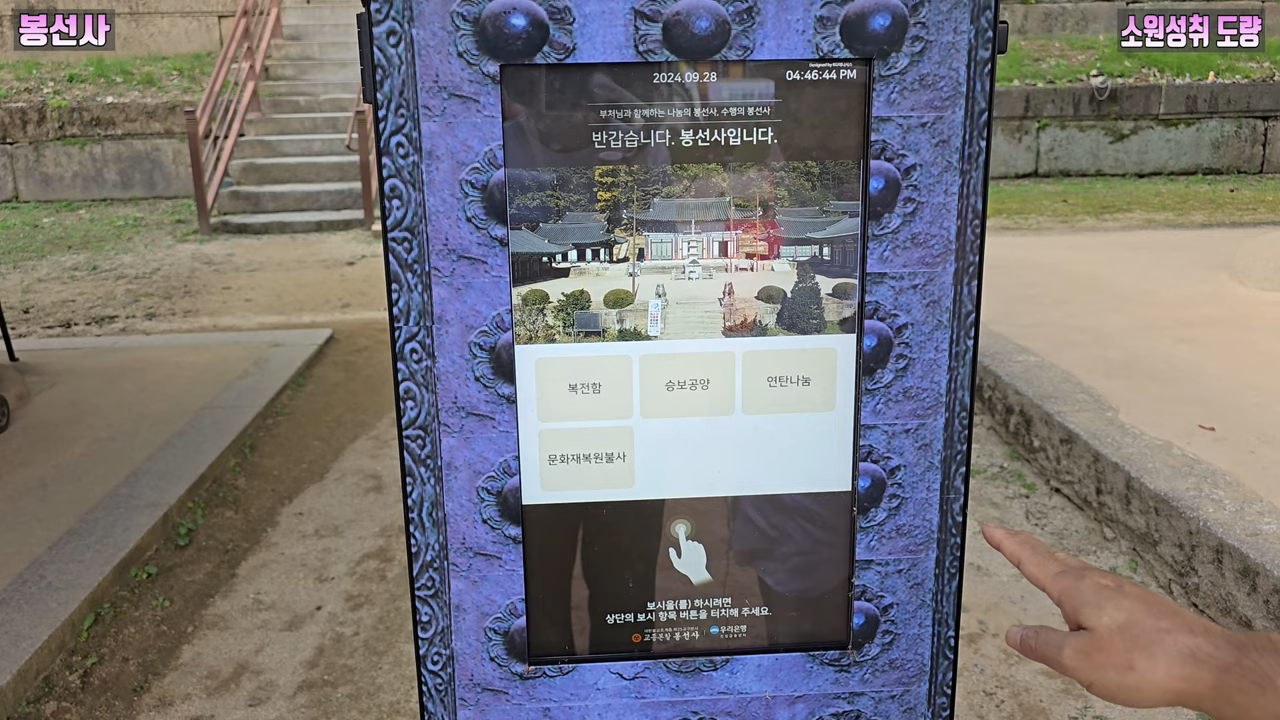 봉선사
소원성취 도량
2024.09.28
04:46:44 PM
부처님과 함께하는 나눔의 봉선사, 수행의 봉선사
반갑습니다. 봉선사입니다.
복전함
승보공양
연탄나눔
문화재복원불사
보시을(를) 하시려면
상단의 보시 항목 버튼을 터치해 주세요.
교종본찰 봉선사
우리은행